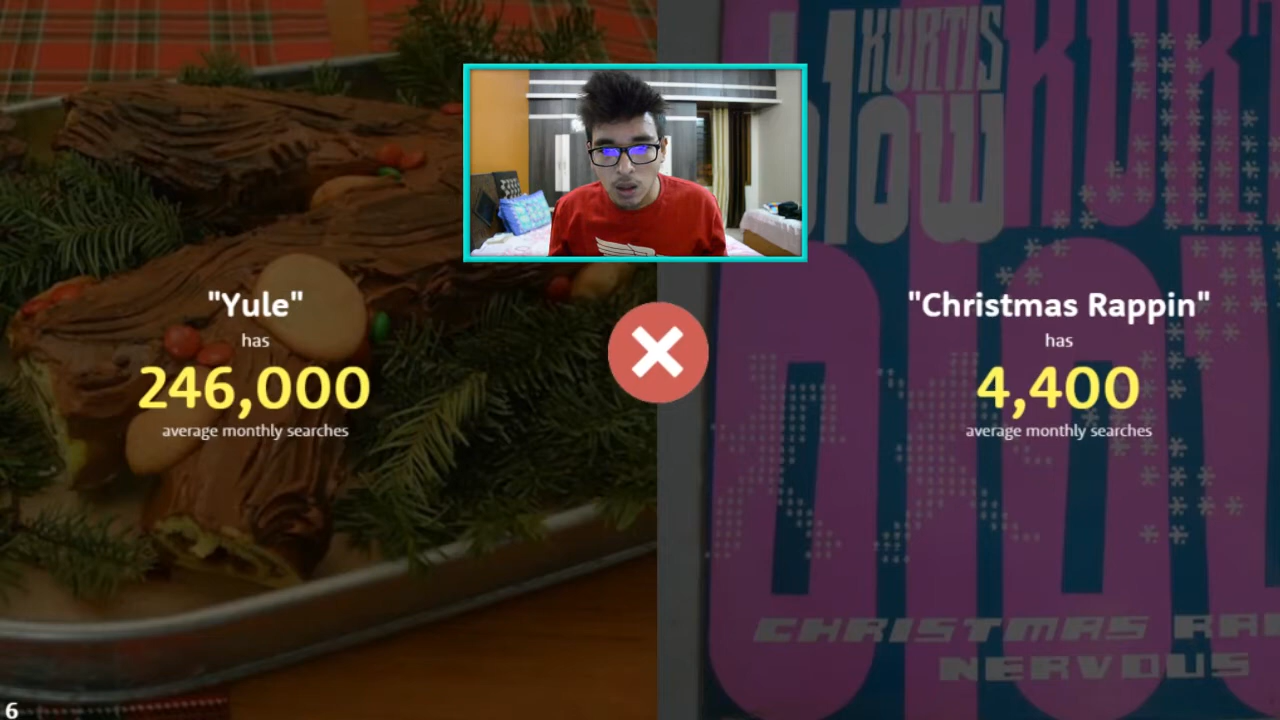 KURTIS
blow
"Yule"
has
246,000
average monthly searches
"Christmas Rappin"
has
4,400
average monthly searches
CHRISTMAS
NERVOUS
6